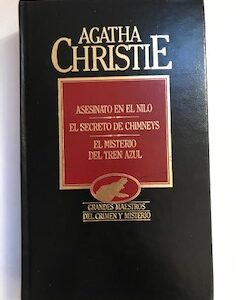 AGATHA
CHRISTIE
ASESINATO EN EL NILO
EL SECRETO DE CHIMNEYS
EL MISTERIO
DEL TREN AZUL
GRANDES MAESTROS
DEL CRIMEN Y MISTERIO